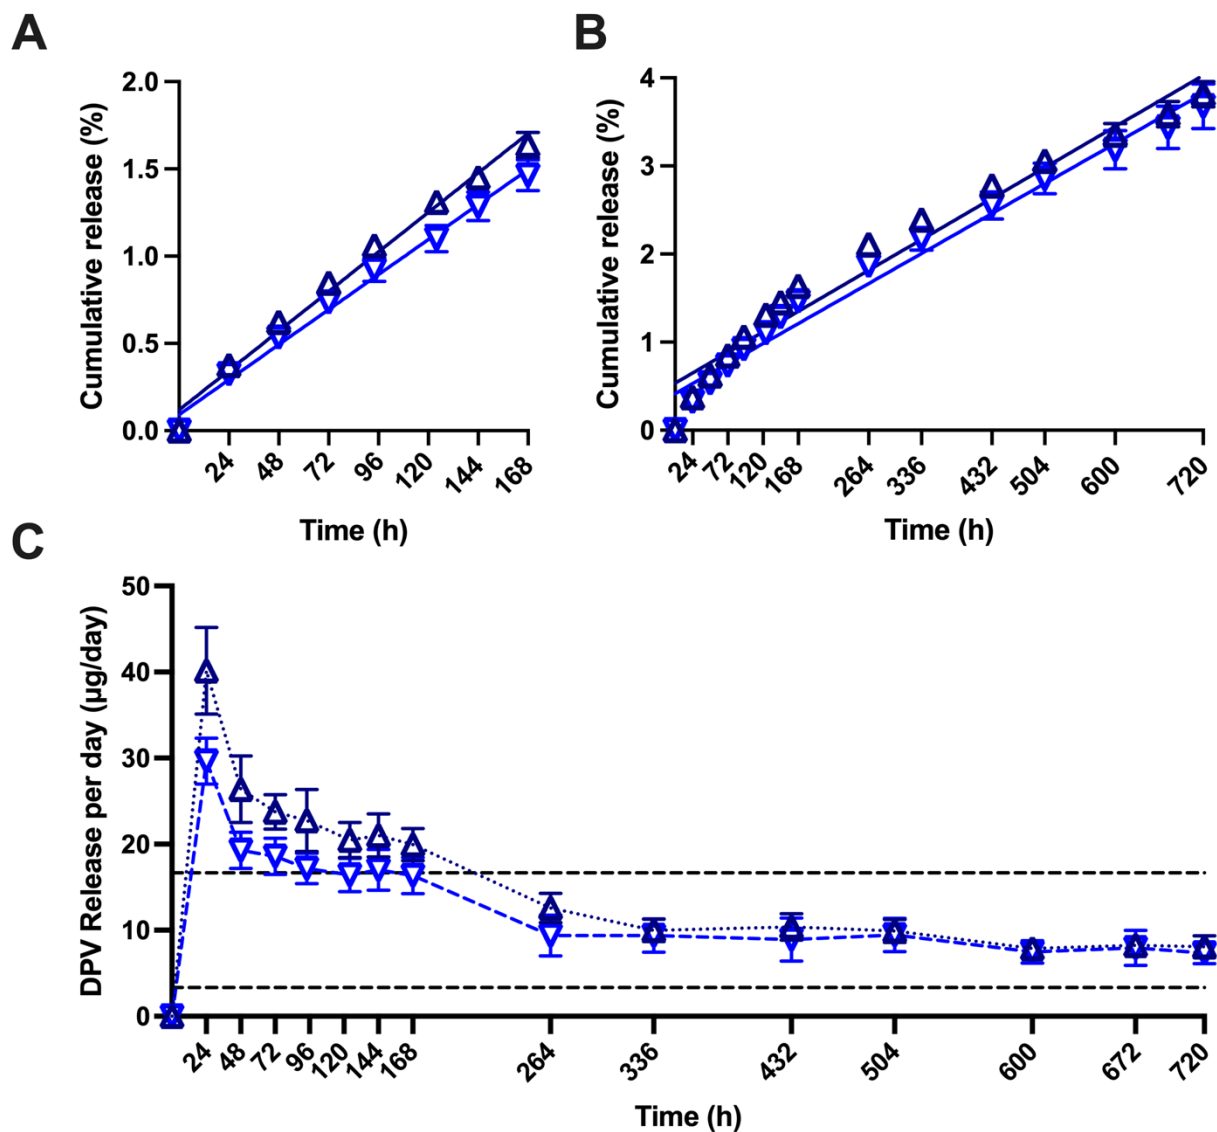 A
Cumulative release (%)
2.0
1.5
1.0
0.5
0.0
24 48 72 96 120 144 168
Time (h)
B
Cumulative release (%)
4
3
2
1
0
24 72 120 168 264 336 432 504 600 720
Time (h)
C
DPV Release per day (µg/day)
50
40
30
20
10
0
24 48 72 96 120 144 168 264 336 432 504 600 672 720
Time (h)